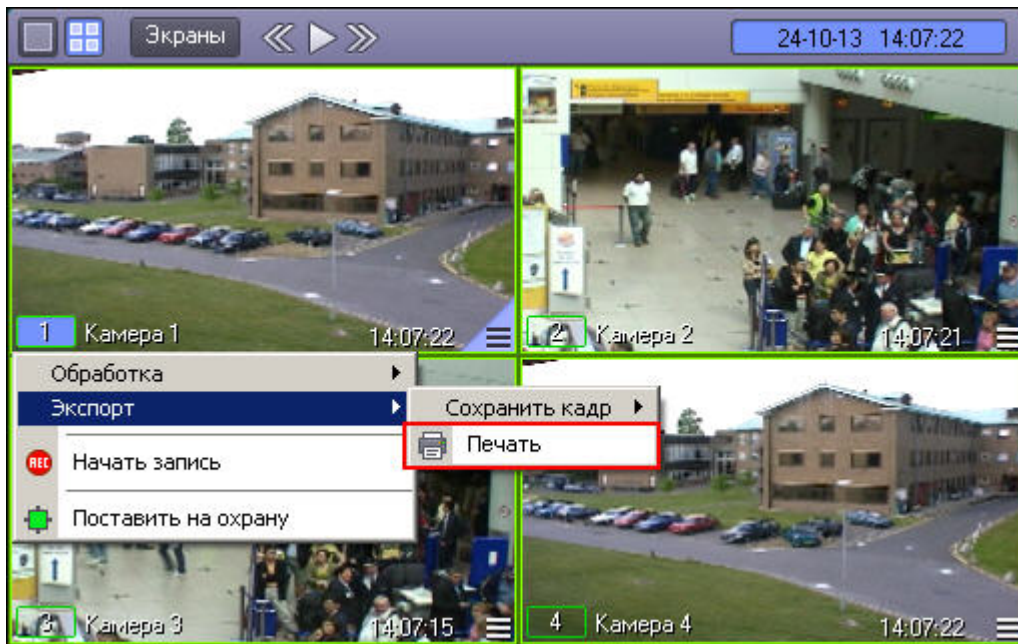 Экраны
24-10-13 14:07:22
1 Камера 1 14:07:22
2 Камера 2 14:07:21
Обработка
Экспорт
Сохранить кадр
Печать
REC Начать запись
Поставить на охрану
3 Камера 3 14:07:15
4 Камера 4 14:07:22